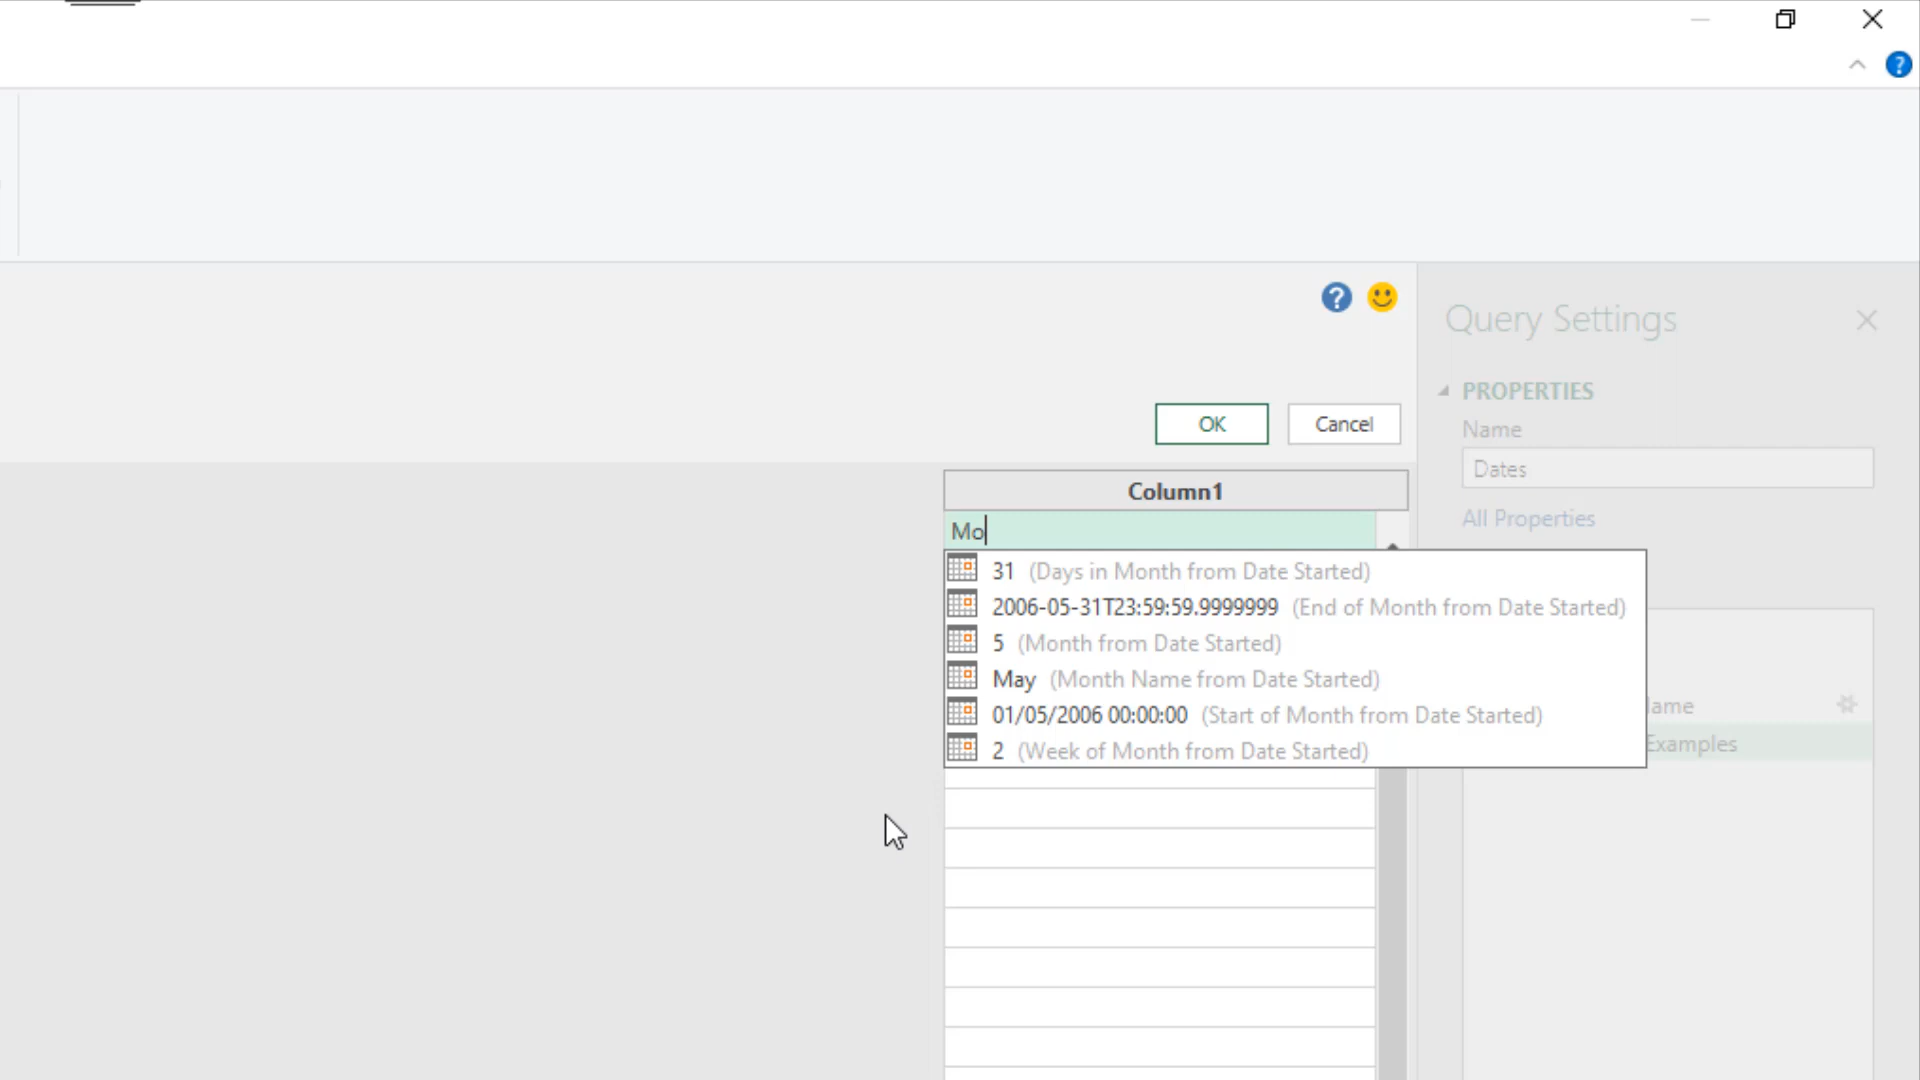 ?
?
Query Settings
PROPERTIES
Name
OK
Cancel
Dates
Column1
All Properties
Mo
31 (Days in Month from Date Started)
2006-05-31T23:59:59.9999999 (End of Month from Date Started)
5 (Month from Date Started)
May (Month Name from Date Started)
01/05/2006 00:00:00 (Start of Month from Date Started)
ame
2 (Week of Month from Date Started)
Examples